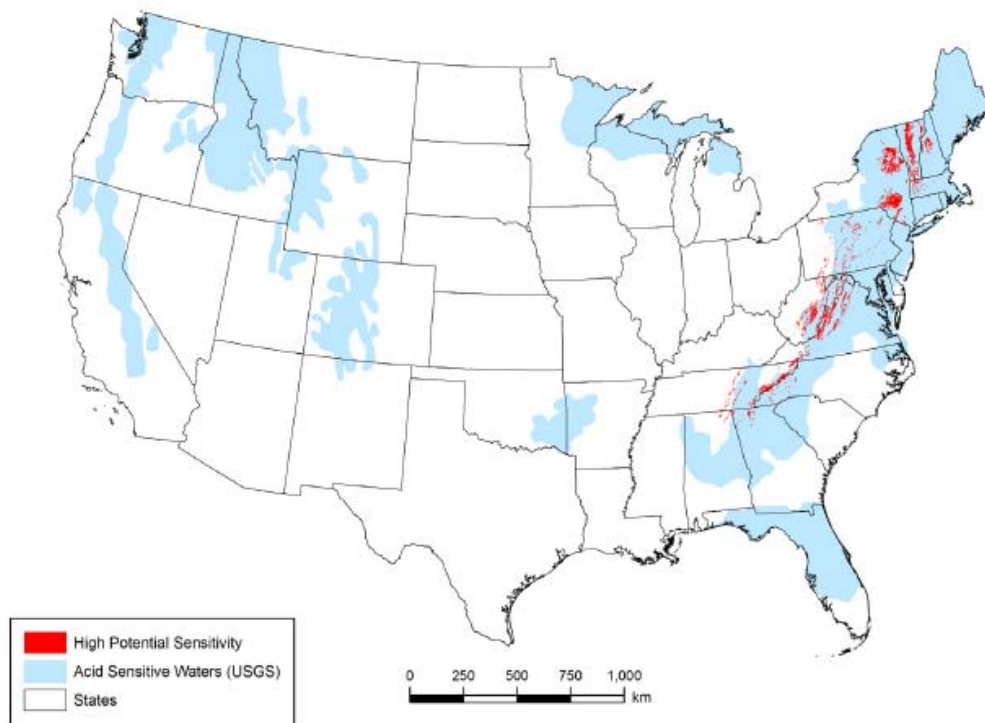 High Potential Sensitivity
Acid Sensitive Waters (USGS)
States
0 250 500 750 1,000
km